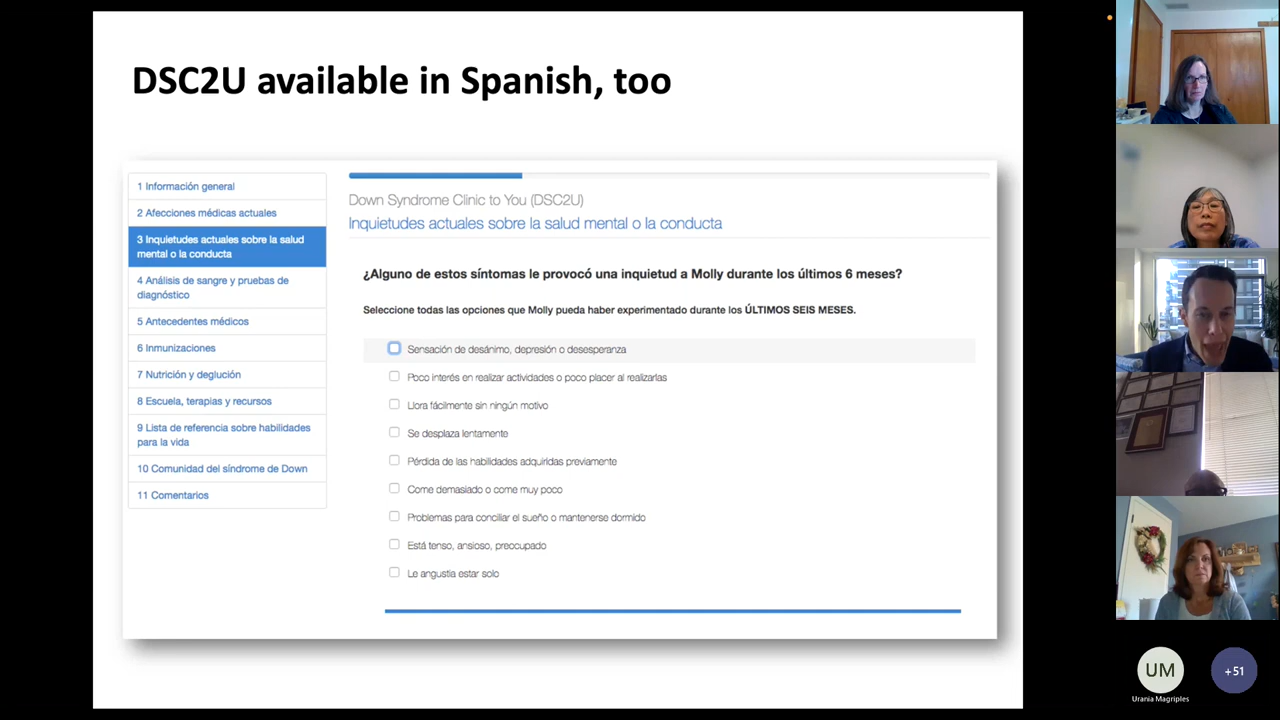 DSC2U available in Spanish, too
1 Información general
2 Afecciones médicas actuales
3 Inquietudes actuales sobre la salud
mental o la conducta
4 Análisis de sangre y pruebas de
diagnóstico
5 Antecedentes médicos
6 Inmunizaciones
7 Nutrición y deglución
8 Escuela, terapias y recursos
9 Lista de referencia sobre habilidades
para la vida
10 Comunidad del síndrome de Down
11 Comentarios
Down Syndrome Clinic to You (DSC2U)
Inquietudes actuales sobre la salud mental o la conducta
¿Alguno de estos síntomas le provocó una inquietud a Molly durante los últimos 6 meses?
Seleccione todas las opciones que Molly pueda haber experimentado durante los ÚLTIMOS SEIS MESES.
Sensación de desánimo, depresión o desesperanza
Poco interés en realizar actividades o poco placer al realizarlas
Llora fácilmente sin ningún motivo
Se desplaza lentamente
Pérdida de las habilidades adquiridas previamente
Come demasiado o come muy poco
Problemas para conciliar el sueño o mantenerse dormido
Está tenso, ansioso, preocupado
Le angustia estar solo
UM
Urania Magriples
+51